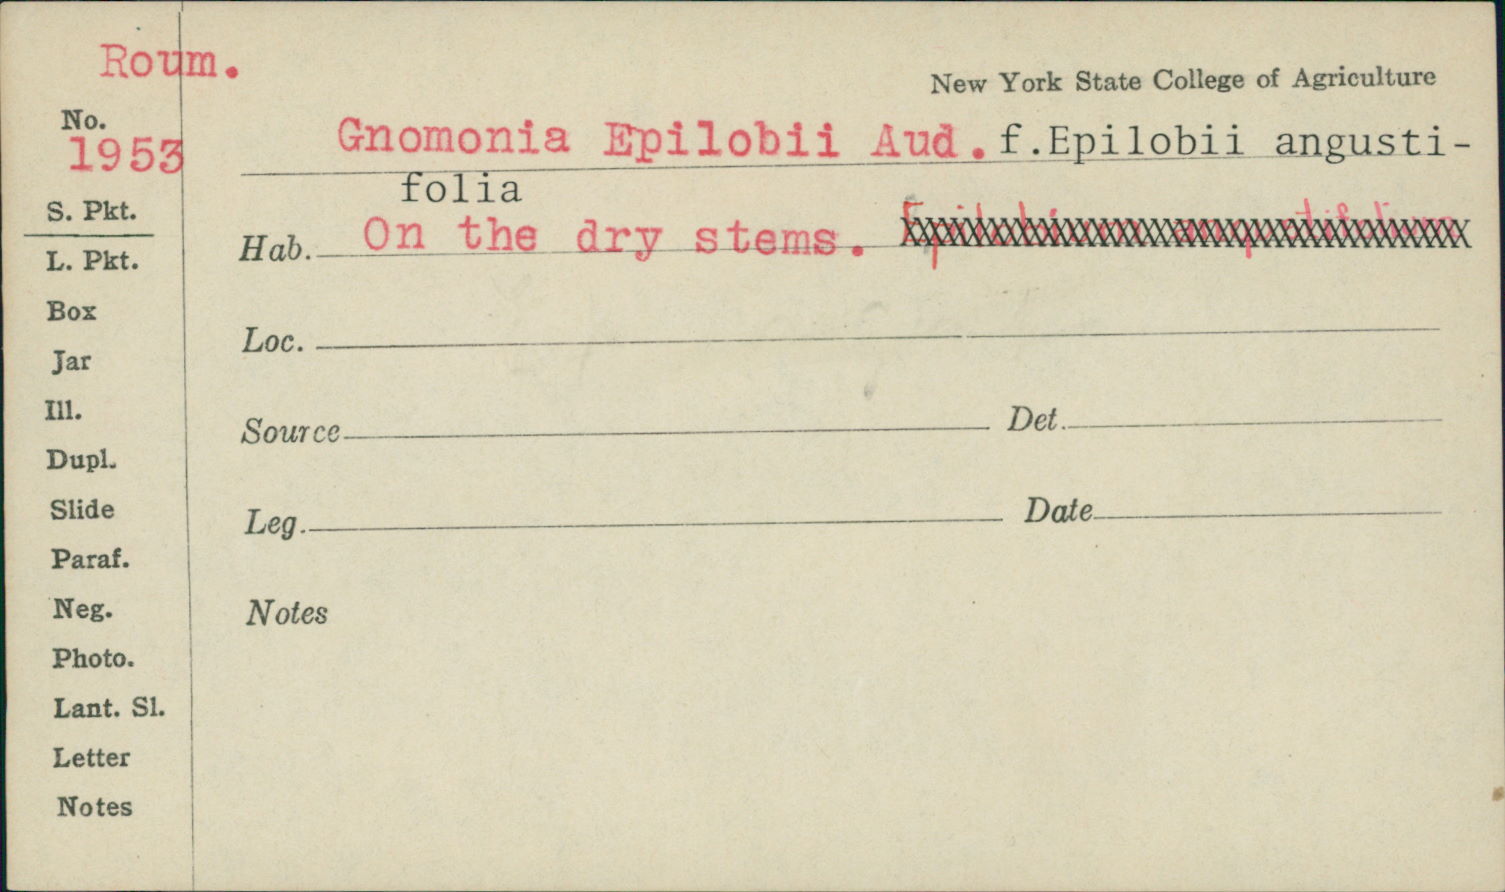 Roum.
New York State College of Agriculture
No.
1953
Gnomonia Epilobii Aud. f.Epilobii angusti-
folia
S. Pkt.
Hab. On the dry stems. Epilobium angustifolium
L. Pkt.
Box
Loc.
Jar
Ill.
Source Det.
Dupl.
Slide
Leg. Date
Paraf.
Neg.
Notes
Photo.
Lant. Sl.
Letter
Notes